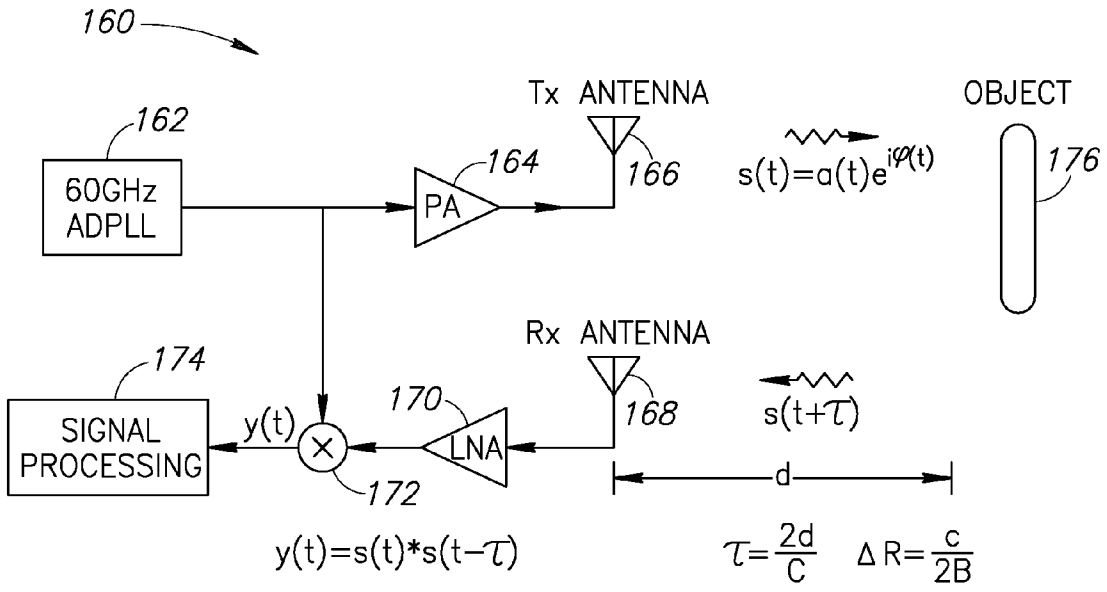 160
162
60GHz
ADPLL
164
PA
Tx ANTENNA
166
s(t)=a(t)e^{iφ(t)}
OBJECT
176
Rx ANTENNA
168
s(t+τ)
170
LNA
174
SIGNAL
PROCESSING
y(t)
×
172
d
y(t)=s(t)*s(t-τ)
τ=2d/C ΔR=c/2B